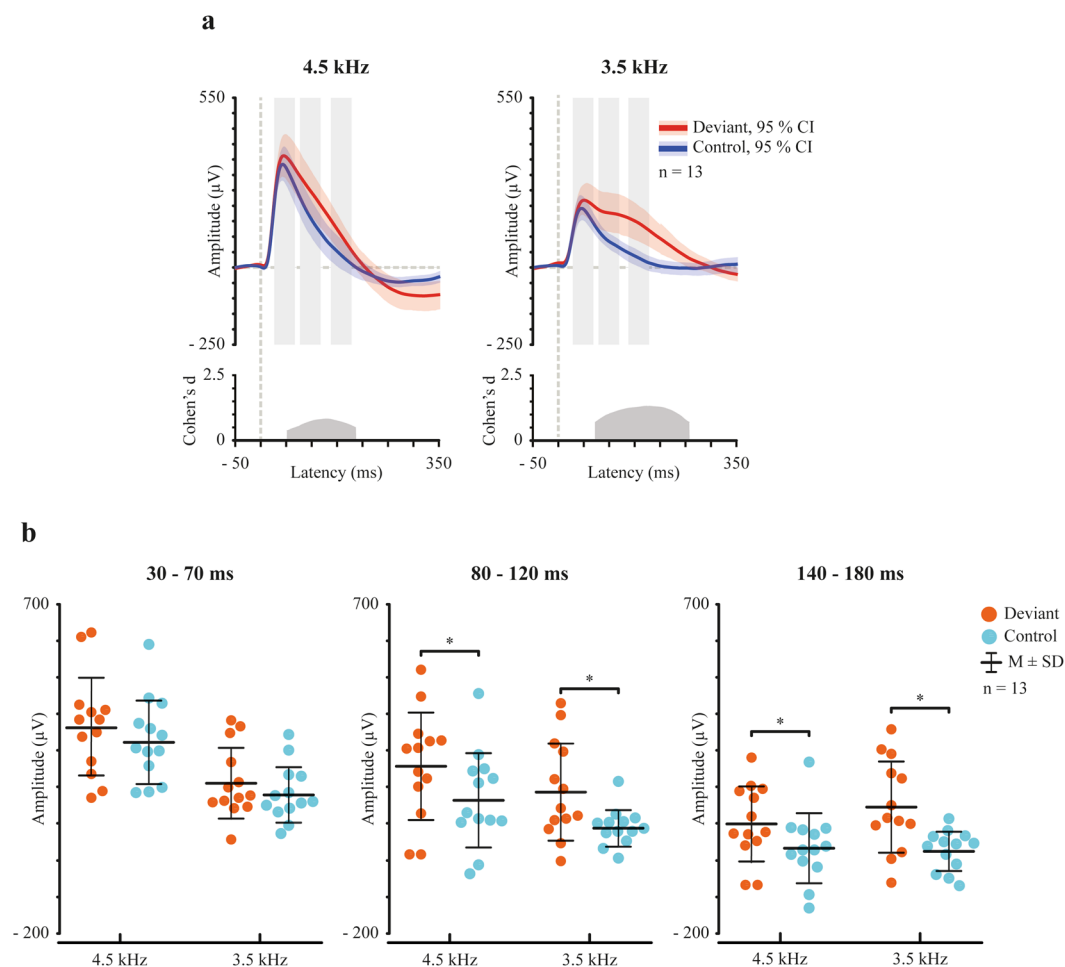 a
4.5 kHz
3.5 kHz
550
550
Deviant, 95 % CI
Control, 95 % CI
n = 13
Amplitude (µV)
Amplitude (µV)
- 250
- 250
2.5
2.5
Cohen's d
Cohen's d
0
0
- 50
350
- 50
350
Latency (ms)
Latency (ms)
b
30 - 70 ms
80 - 120 ms
140 - 180 ms
700
700
700
Deviant
Control
M ± SD
n = 13
*
*
*
*
Amplitude (µV)
Amplitude (µV)
Amplitude (µV)
- 200
- 200
- 200
4.5 kHz
3.5 kHz
4.5 kHz
3.5 kHz
4.5 kHz
3.5 kHz